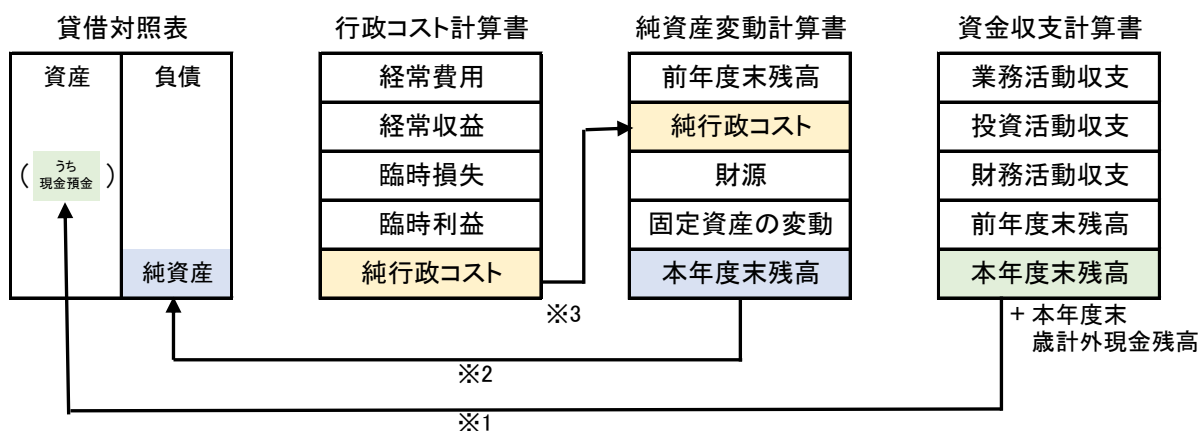 貸借対照表
資産
負債
(うち
現金預金)
純資産
行政コスト計算書
経常費用
経常収益
臨時損失
臨時利益
純行政コスト
純資産変動計算書
前年度末残高
純行政コスト
財源
固定資産の変動
本年度末残高
資金収支計算書
業務活動収支
投資活動収支
財務活動収支
前年度末残高
本年度末残高
+ 本年度末
歳計外現金残高
※3
※2
※1